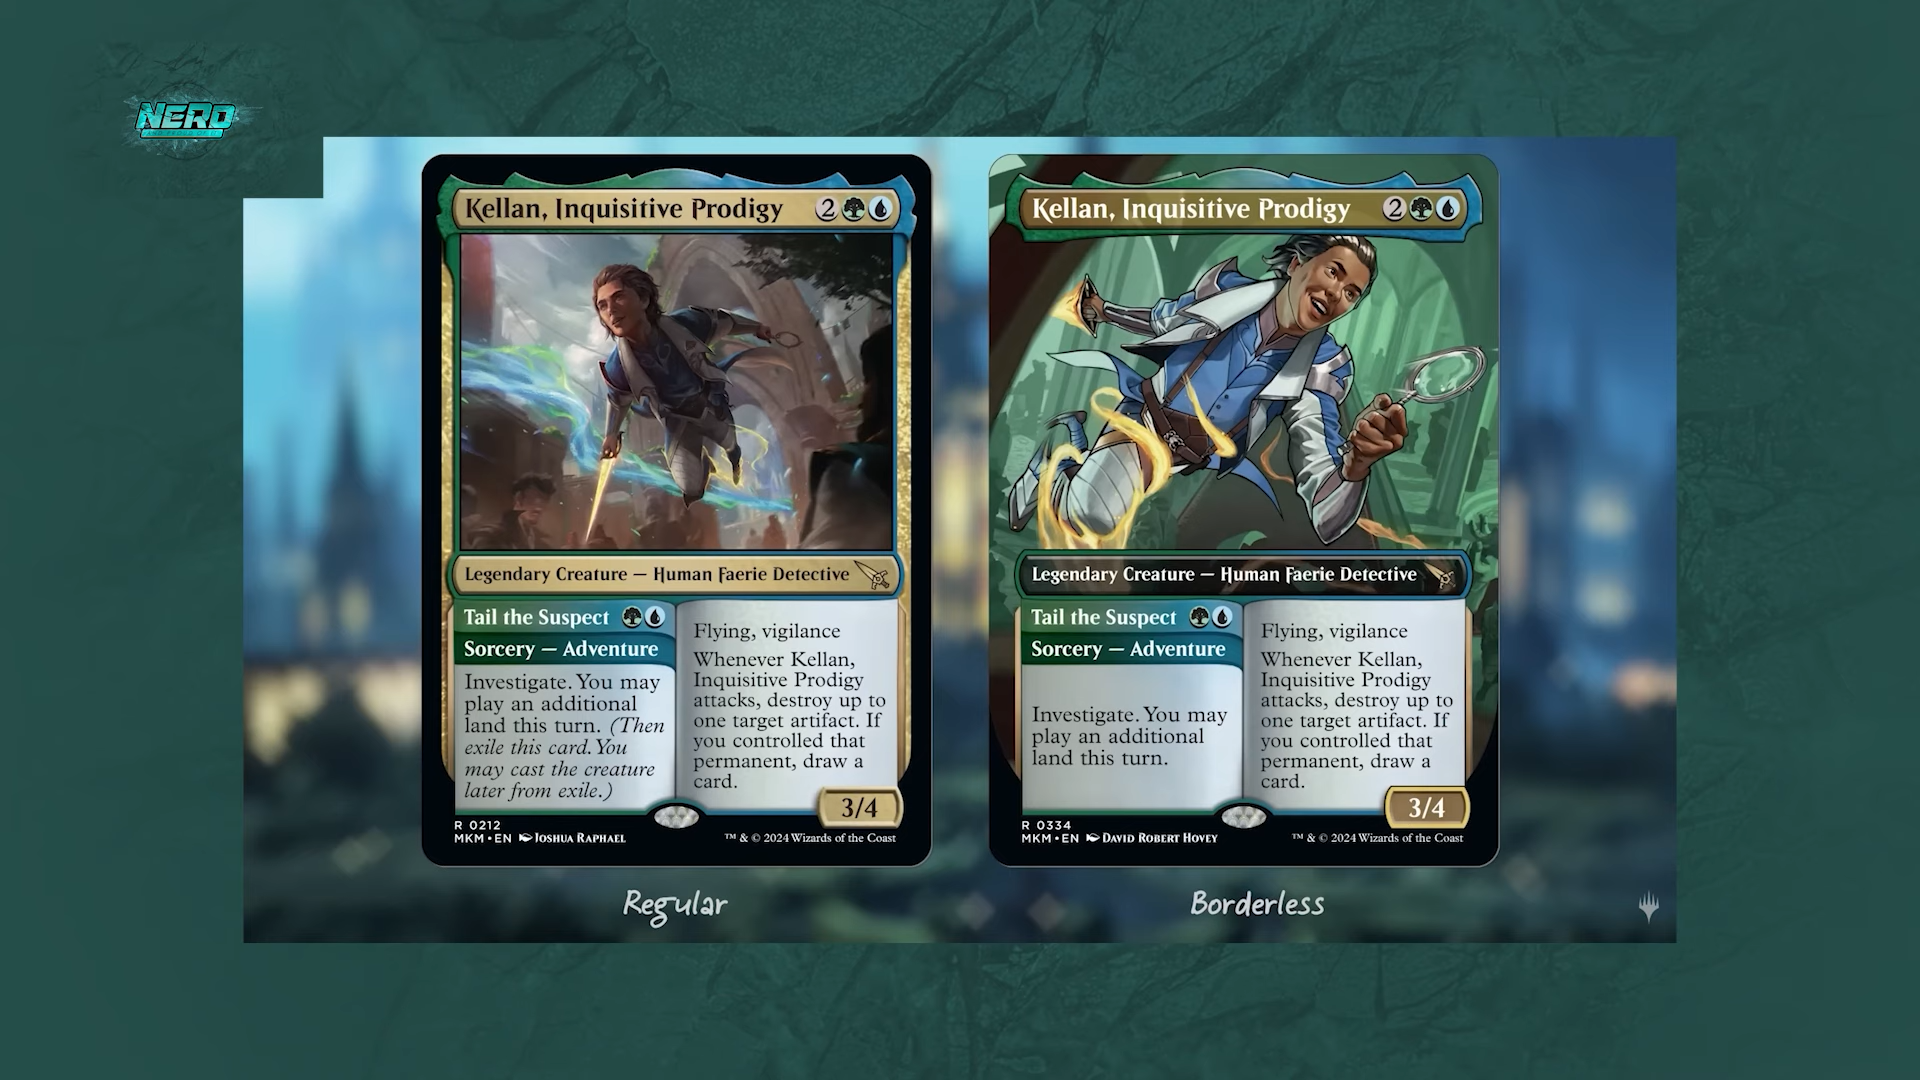 NERD
Kellan, Inquisitive Prodigy 2
Legendary Creature — Human Faerie Detective
Tail the Suspect
Sorcery — Adventure
Investigate. You may
play an additional
land this turn. (Then
exile this card. You
may cast the creature
later from exile.)
Flying, vigilance
Whenever Kellan,
Inquisitive Prodigy
attacks, destroy up to
one target artifact. If
you controlled that
permanent, draw a
card.
3/4
R 0212
MKM • EN JOSHUA RAPHAEL
™ & © 2024 Wizards of the Coast
Regular
Kellan, Inquisitive Prodigy 2
Legendary Creature — Human Faerie Detective
Tail the Suspect
Sorcery — Adventure
Investigate. You may
play an additional
land this turn.
Flying, vigilance
Whenever Kellan,
Inquisitive Prodigy
attacks, destroy up to
one target artifact. If
you controlled that
permanent, draw a
card.
3/4
R 0334
MKM • EN DAVID ROBERT HOVEY
™ & © 2024 Wizards of the Coast
Borderless